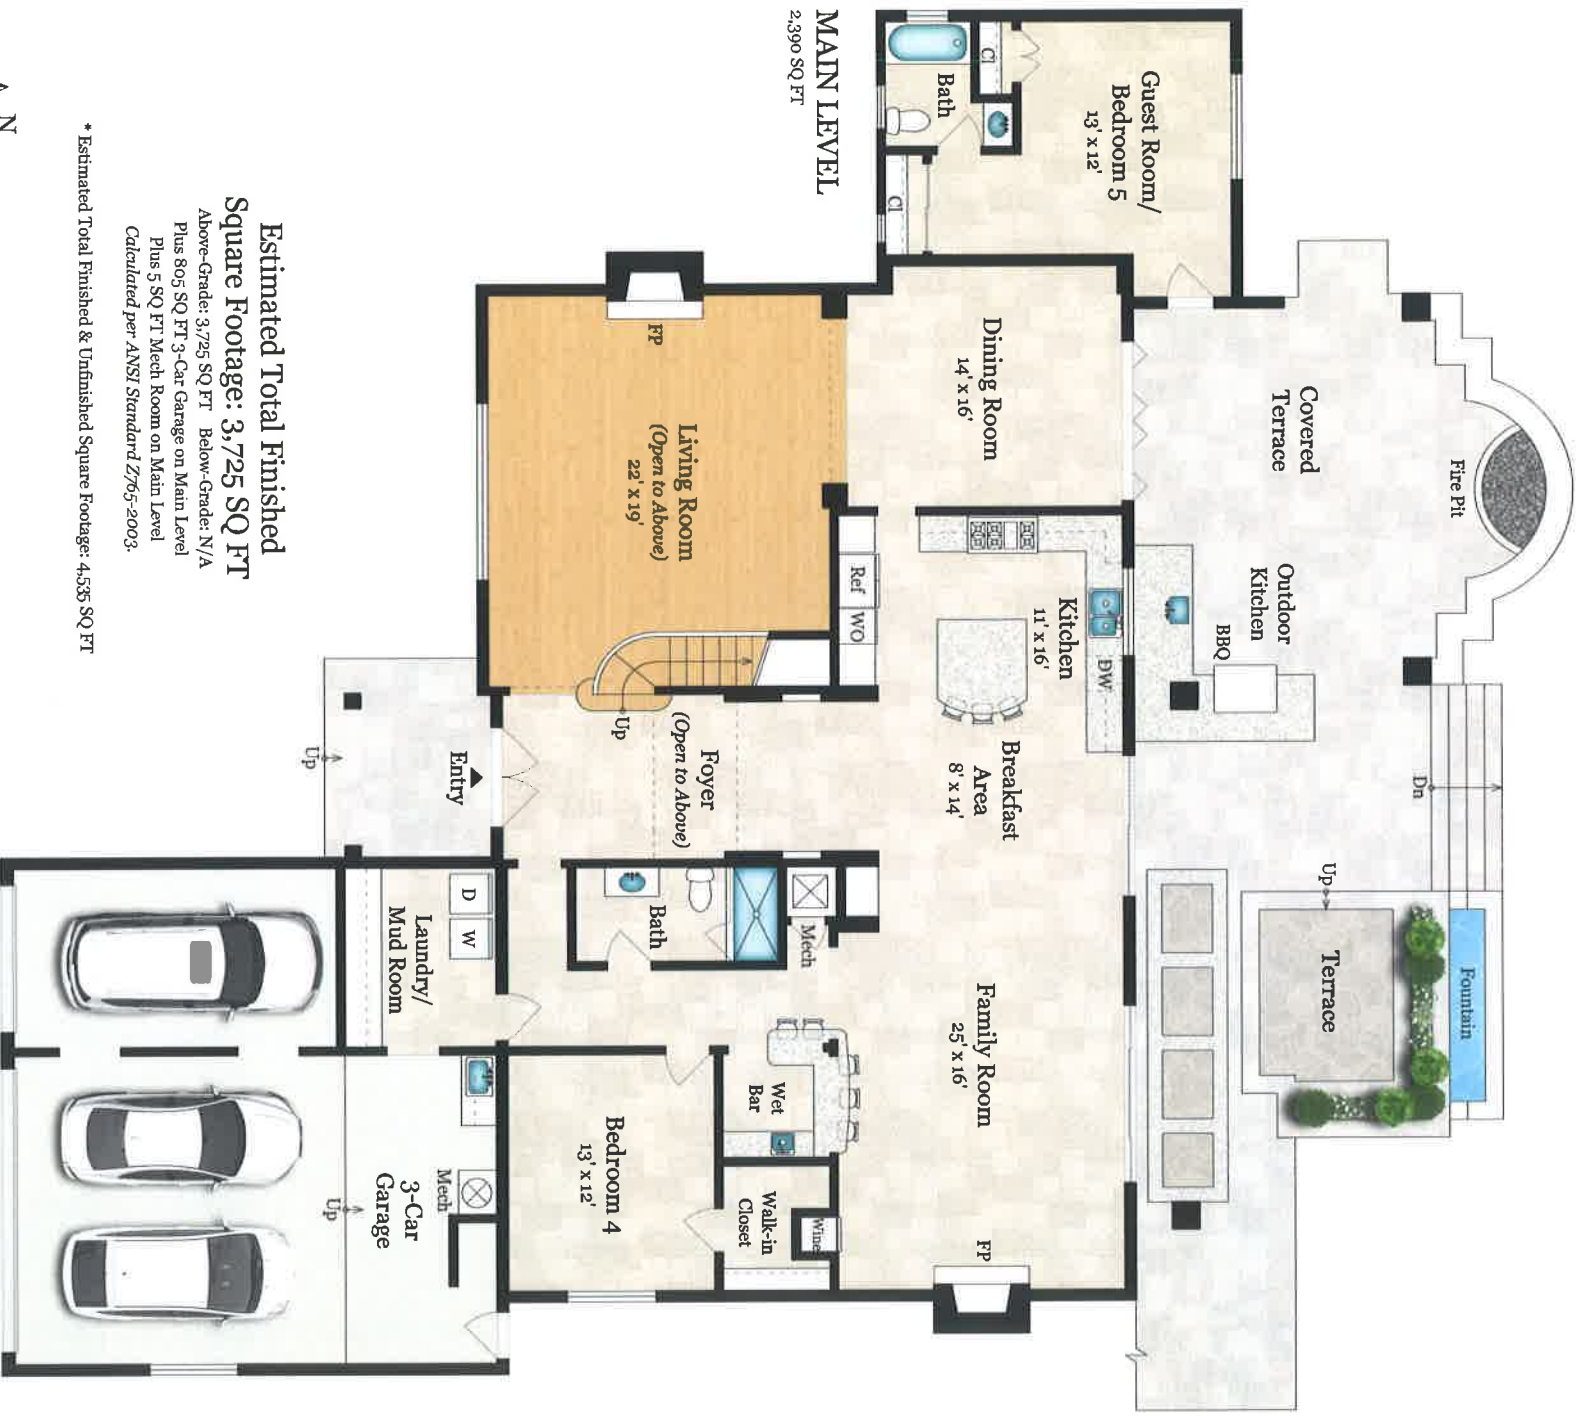 Guest Room/
Bedroom 5
13' x 12'
Cl
Bath
Cl
MAIN LEVEL
2,390 SQ FT
Covered
Terrace
Fire Pit
Outdoor
Kitchen
BBQ
Dn
Up
Terrace
Fountain
Dining Room
14' x 16'
Kitchen
11' x 16'
DW
Ref
WO
Breakfast
Area
8' x 14'
Family Room
25' x 16'
FP
FP
Living Room
(Open to Above)
22' x 19'
Up
Foyer
(Open to Above)
Mech
Bath
Wet
Bar
Wine
Walk-in
Closet
Bedroom 4
13' x 12'
Entry
Up
D
W
Laundry/
Mud Room
Mech
3-Car
Garage
Up
Estimated Total Finished
Square Footage: 3,725 SQ FT
Above-Grade: 3,725 SQ FT Below-Grade: N/A
Plus 805 SQ FT 3-Car Garage on Main Level
Plus 5 SQ FT Mech Room on Main Level
Calculated per ANSI Standard Z765-2003.
* Estimated Total Finished & Unfinished Square Footage: 4,535 SQ FT
N